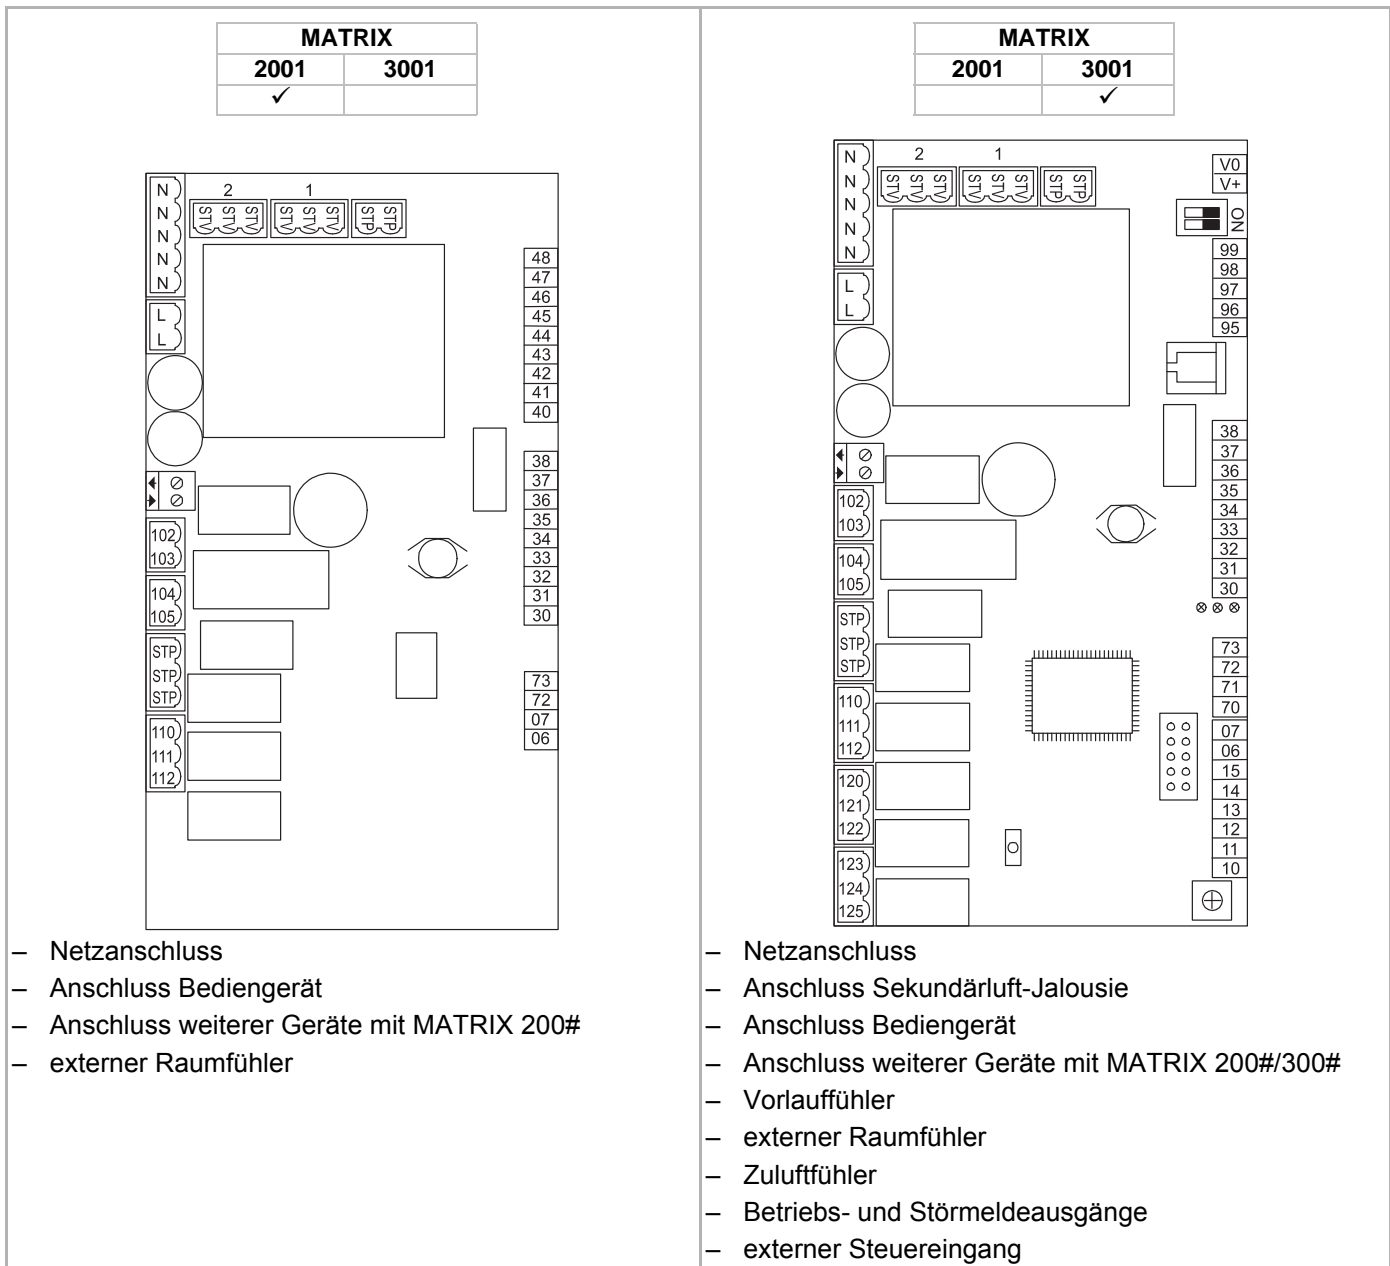 MATRIX
2001 3001
✓
N
N
N
N
N
2 1
STV STV STV STV STV STV STP STP
L
L
48
47
46
45
44
43
42
41
40
38
37
36
35
34
33
32
31
30
102
103
104
105
STP
STP
STP
110
111
112
73
72
07
06
– Netzanschluss
– Anschluss Bediengerät
– Anschluss weiterer Geräte mit MATRIX 200#
– externer Raumfühler
MATRIX
2001 3001
✓
N
N
N
N
N
2 1
STV STV STV STV STV STV STP STP
L
L
V0
V+
ON
99
98
97
96
95
38
37
36
35
34
33
32
31
30
102
103
104
105
STP
STP
STP
110
111
112
120
121
122
123
124
125
73
72
71
70
07
06
15
14
13
12
11
10
– Netzanschluss
– Anschluss Sekundärluft-Jalousie
– Anschluss Bediengerät
– Anschluss weiterer Geräte mit MATRIX 200#/300#
– Vorlauffühler
– externer Raumfühler
– Zuluftfühler
– Betriebs- und Störmeldeausgänge
– externer Steuereingang